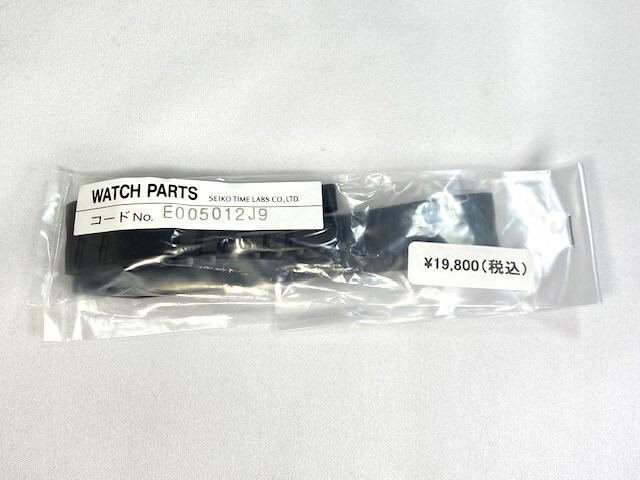 WATCH PARTS SEIKO TIME LABS CO., LTD.
コードNo. E005012J9
¥19,800(税込)